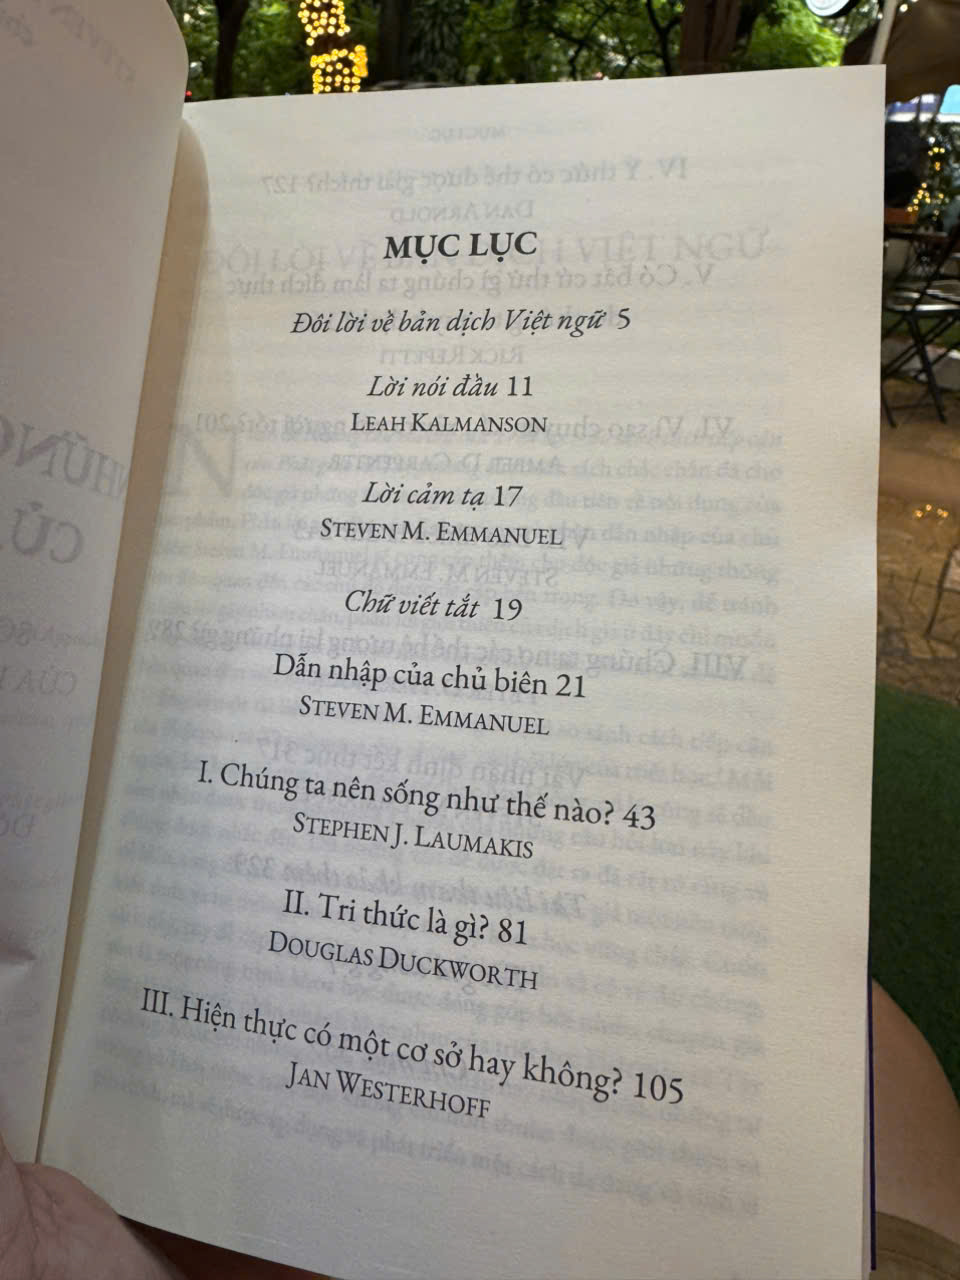 MỤC LỤC
Đôi lời về bản dịch Việt ngữ 5
Lời nói đầu 11
LEAH KALMANSON
Lời cảm tạ 17
STEVEN M. EMMANUEL
Chữ viết tắt 19
Dẫn nhập của chủ biên 21
STEVEN M. EMMANUEL
I. Chúng ta nên sống như thế nào? 43
STEPHEN J. LAUMAKIS
II. Tri thức là gì? 81
DOUGLAS DUCKWORTH
III. Hiện thực có một cơ sở hay không? 105
JAN WESTERHOFF